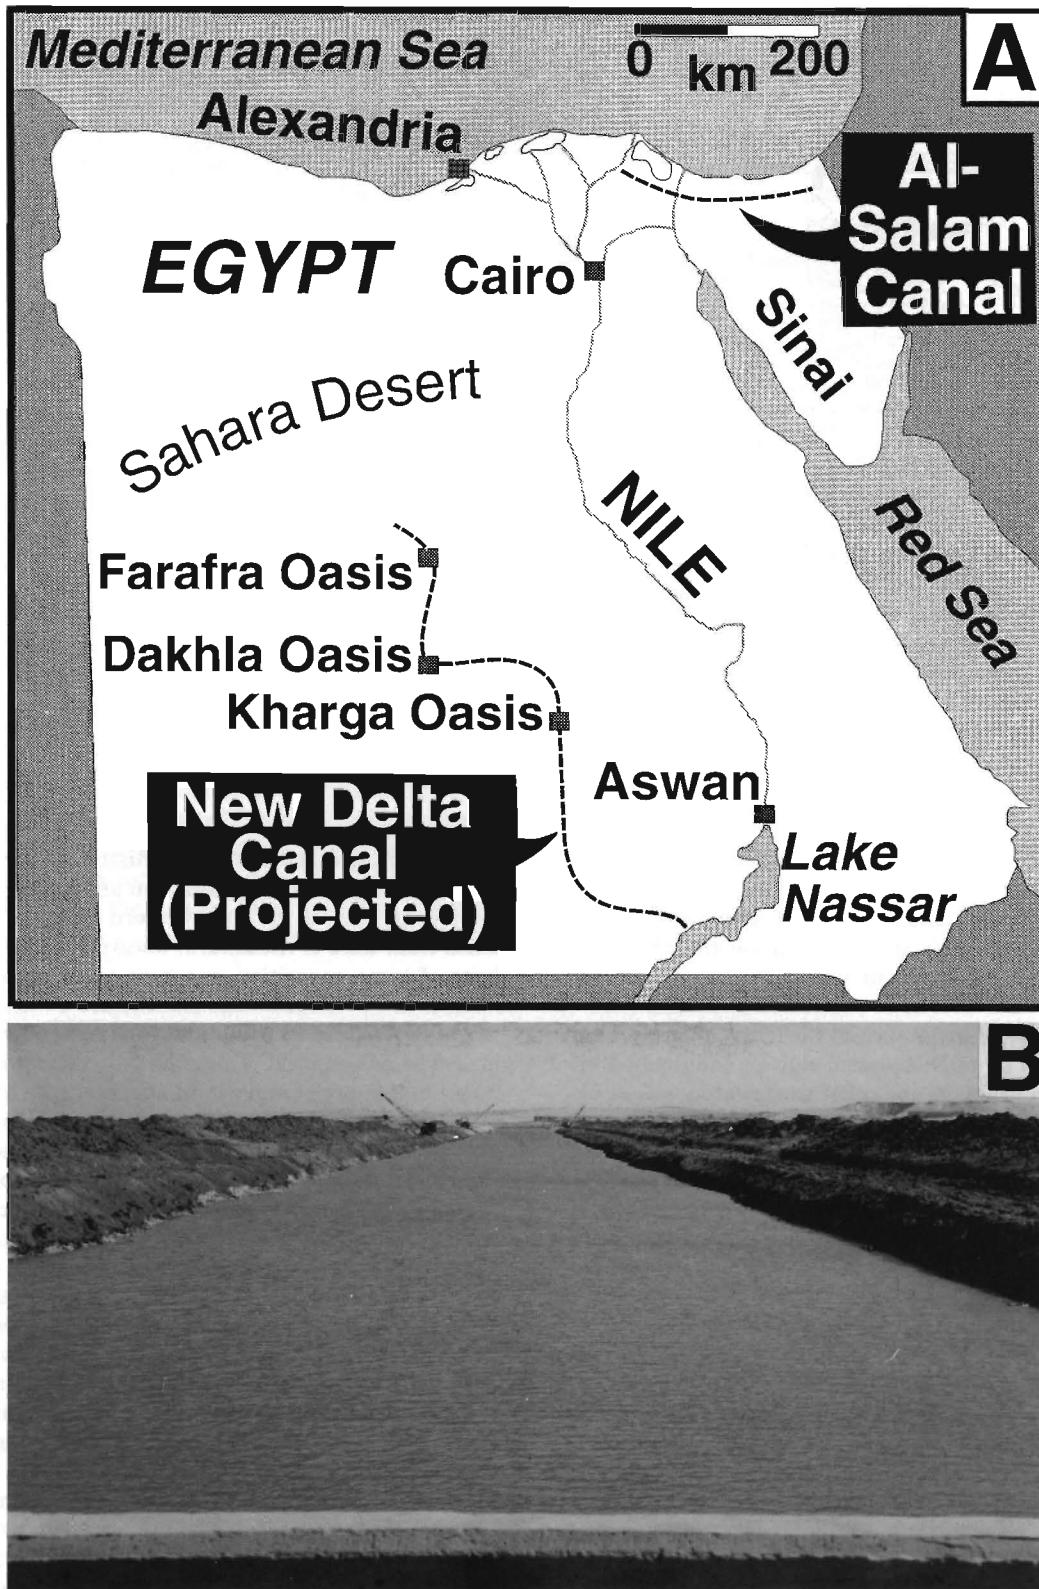 Mediterranean Sea
0 km 200
A
Alexandria
Al-
Salam
Canal
EGYPT
Cairo
Sinai
Sahara Desert
NILE
Red Sea
Farafra Oasis
Dakhla Oasis
Kharga Oasis
New Delta
Canal
(Projected)
Aswan
Lake
Nassar
B